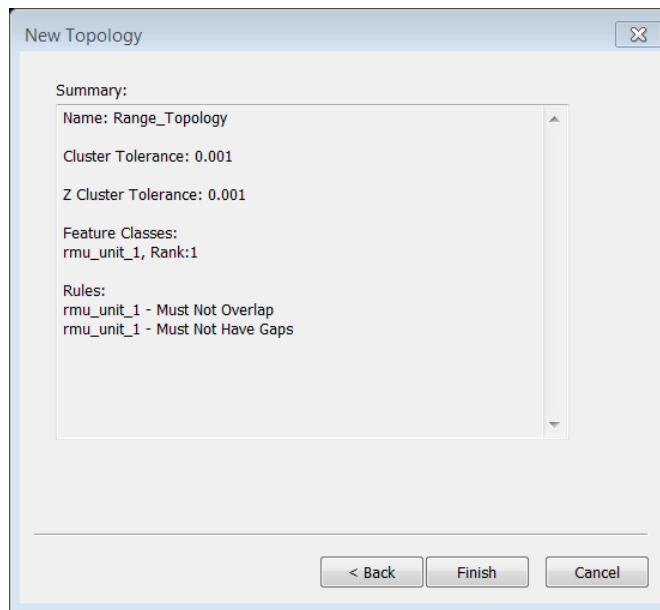 New Topology
Summary:
Name: Range_Topology
Cluster Tolerance: 0.001
Z Cluster Tolerance: 0.001
Feature Classes:
rmu_unit_1, Rank:1
Rules:
rmu_unit_1 - Must Not Overlap
rmu_unit_1 - Must Not Have Gaps
< Back Finish Cancel